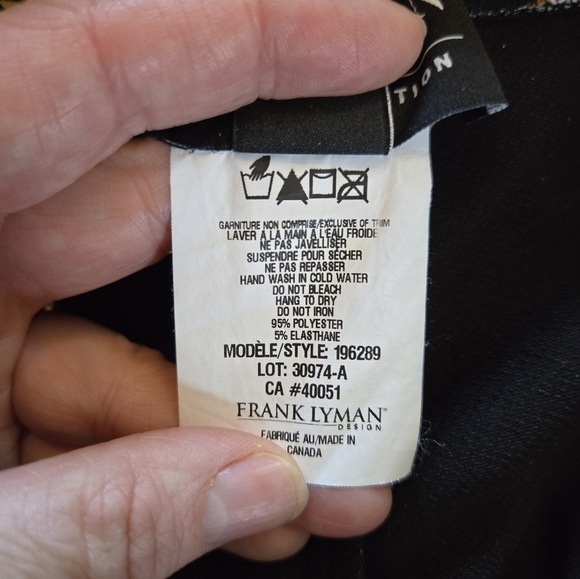 TION
GARNITURE NON COMPRISE/EXCLUSIVE OF TRIM
LAVER A LA MAIN A L'EAU FROIDE
NE PAS JAVELLISER
SUSPENDRE POUR SÉCHER
NE PAS REPASSER
HAND WASH IN COLD WATER
DO NOT BLEACH
HANG TO DRY
DO NOT IRON
95% POLYESTER
5% ELASTHANE
MODÈLE/STYLE: 196289
LOT: 30974-A
CA #40051
FRANK LYMAN®
DESIGN
FABRIQUÉ AU/MADE IN
CANADA